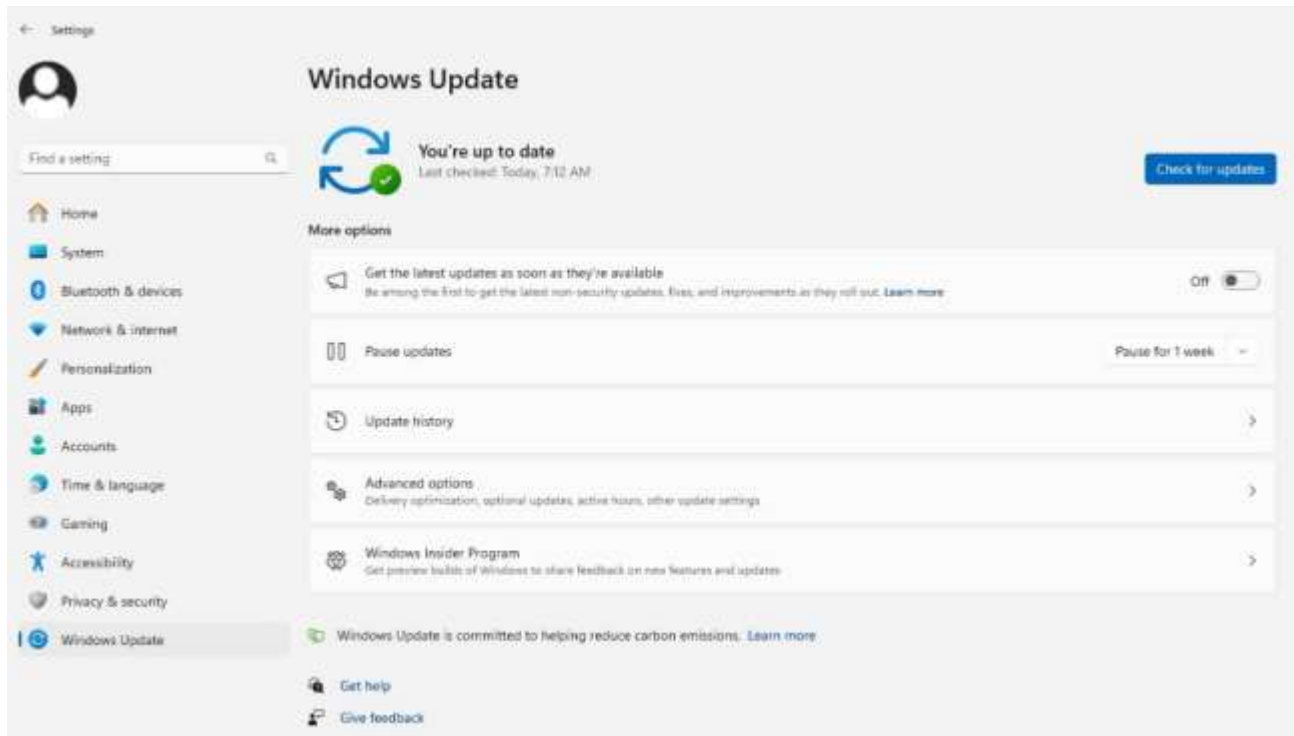 Settings
Find a setting
Home
System
Bluetooth & devices
Network & internet
Personalization
Apps
Accounts
Time & language
Gaming
Accessibility
Privacy & security
Windows Update
Windows Update
You're up to date
Last checked: Today, 7:12 AM
Check for updates
More options
Get the latest updates as soon as they're available
Be among the first to get the latest non-security updates, fixes, and improvements as they roll out. Learn more
Off
Pause updates
Pause for 1 week
Update history
Advanced options
Delivery optimization, optional updates, active hours, other update settings
Windows Insider Program
Get preview builds of Windows to share feedback on new features and updates
Windows Update is committed to helping reduce carbon emissions. Learn more
Get help
Give feedback